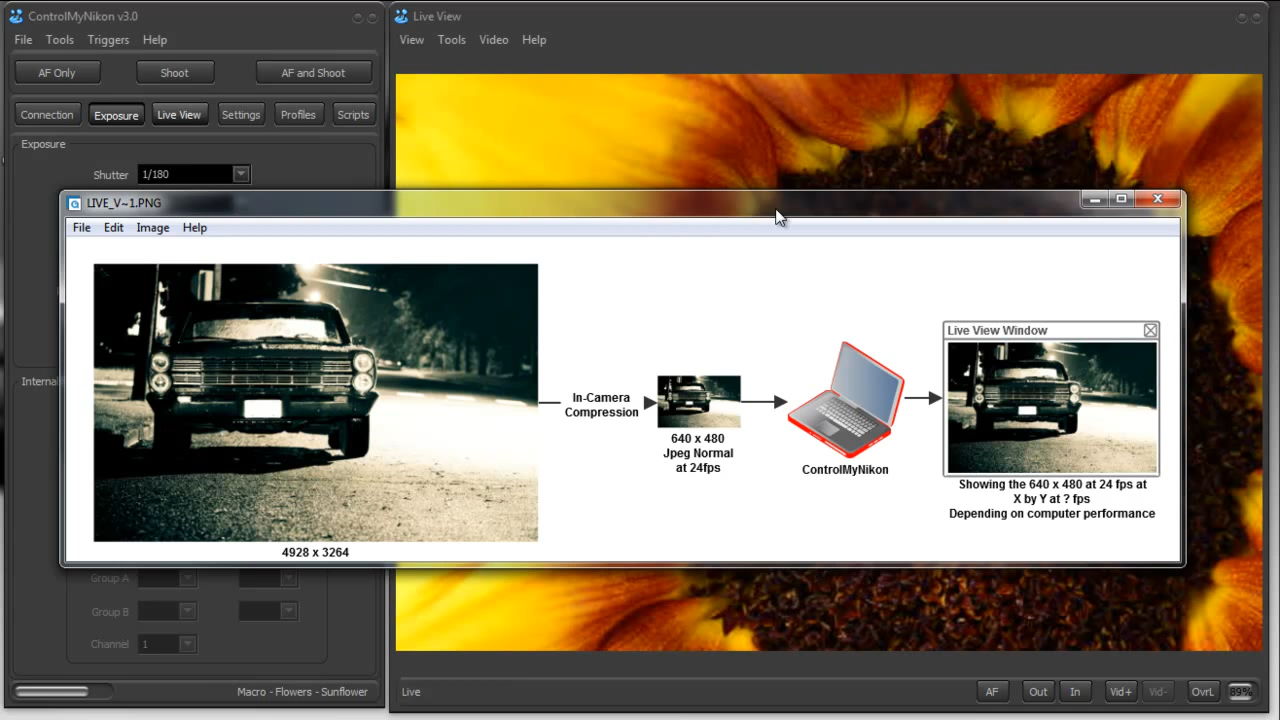 ControlMyNikon v3.0
File Tools Triggers Help
AF Only Shoot AF and Shoot
Connection Exposure Live View Settings Profiles Scripts
Exposure
Shutter 1/180
Live View
View Tools Video Help
LIVE_V~1.PNG
File Edit Image Help
4928 x 3264
In-Camera
Compression
640 x 480
Jpeg Normal
at 24fps
ControlMyNikon
Live View Window
Showing the 640 x 480 at 24 fps at
X by Y at ? fps
Depending on computer performance
Internal
Group A
Group B
Channel 1
Macro - Flowers - Sunflower
Live
AF Out In Vid+ Vid- OvrL 89%